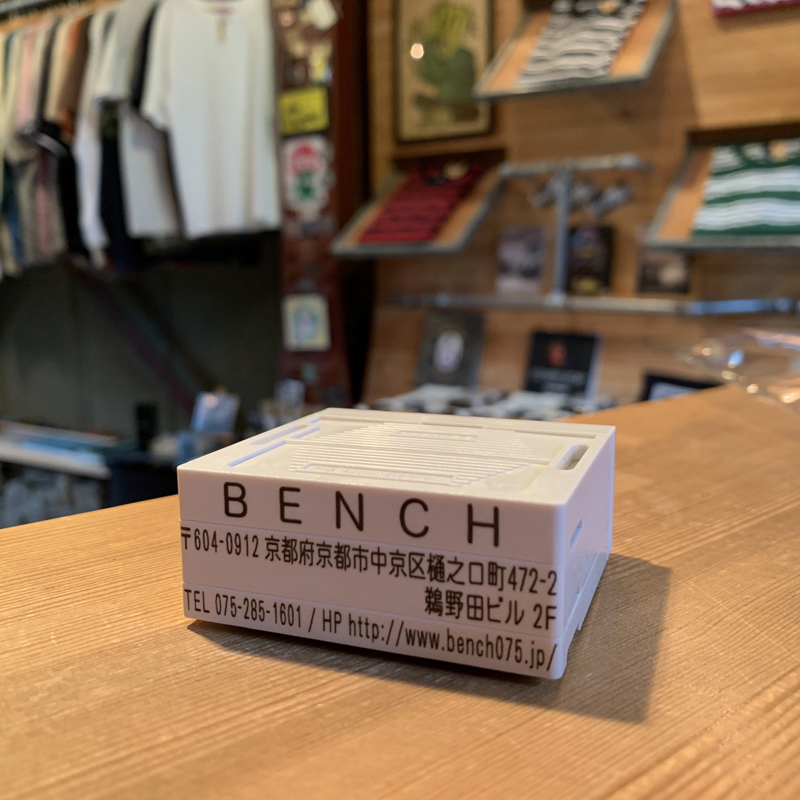 BENCH
〒604-0912 京都府京都市中京区樋之口町472-2
鵜野田ビル 2F
TEL 075-285-1601 / HP http://www.bench075.jp/